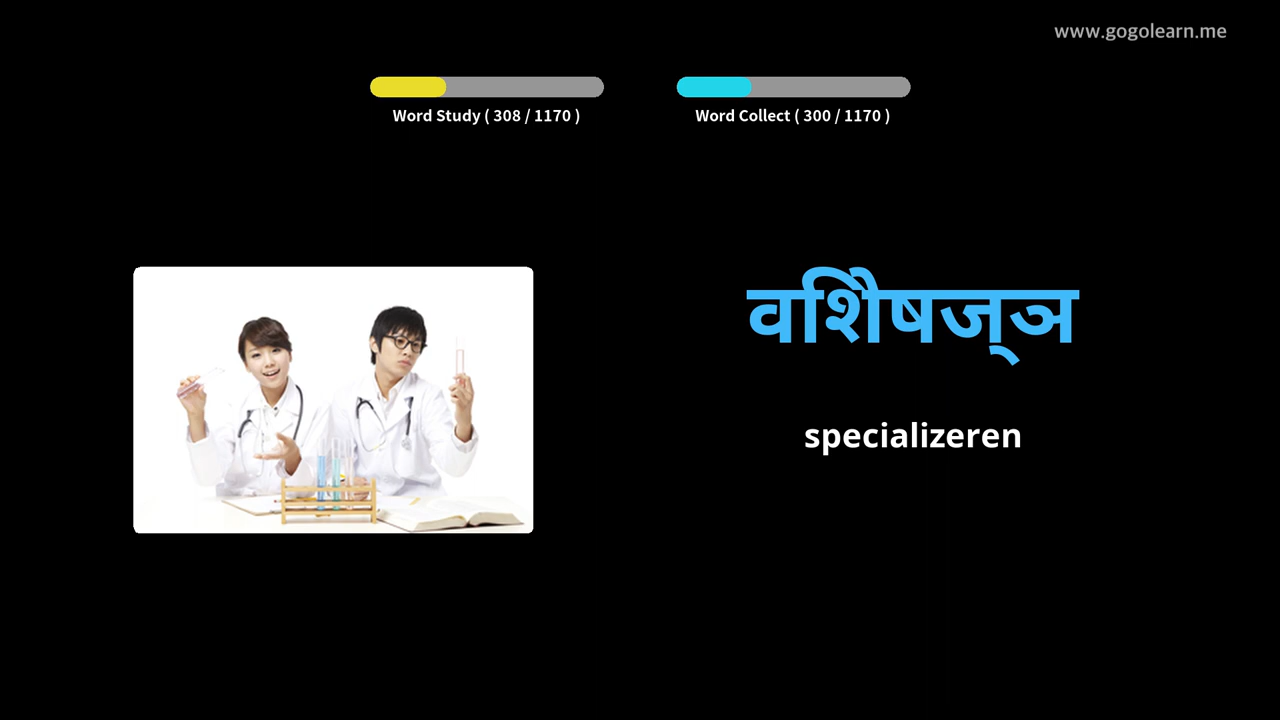 www.gogolearn.me
Word Study ( 308 / 1170 )
Word Collect ( 300 / 1170 )
वशिेषज्ञ
specializeren